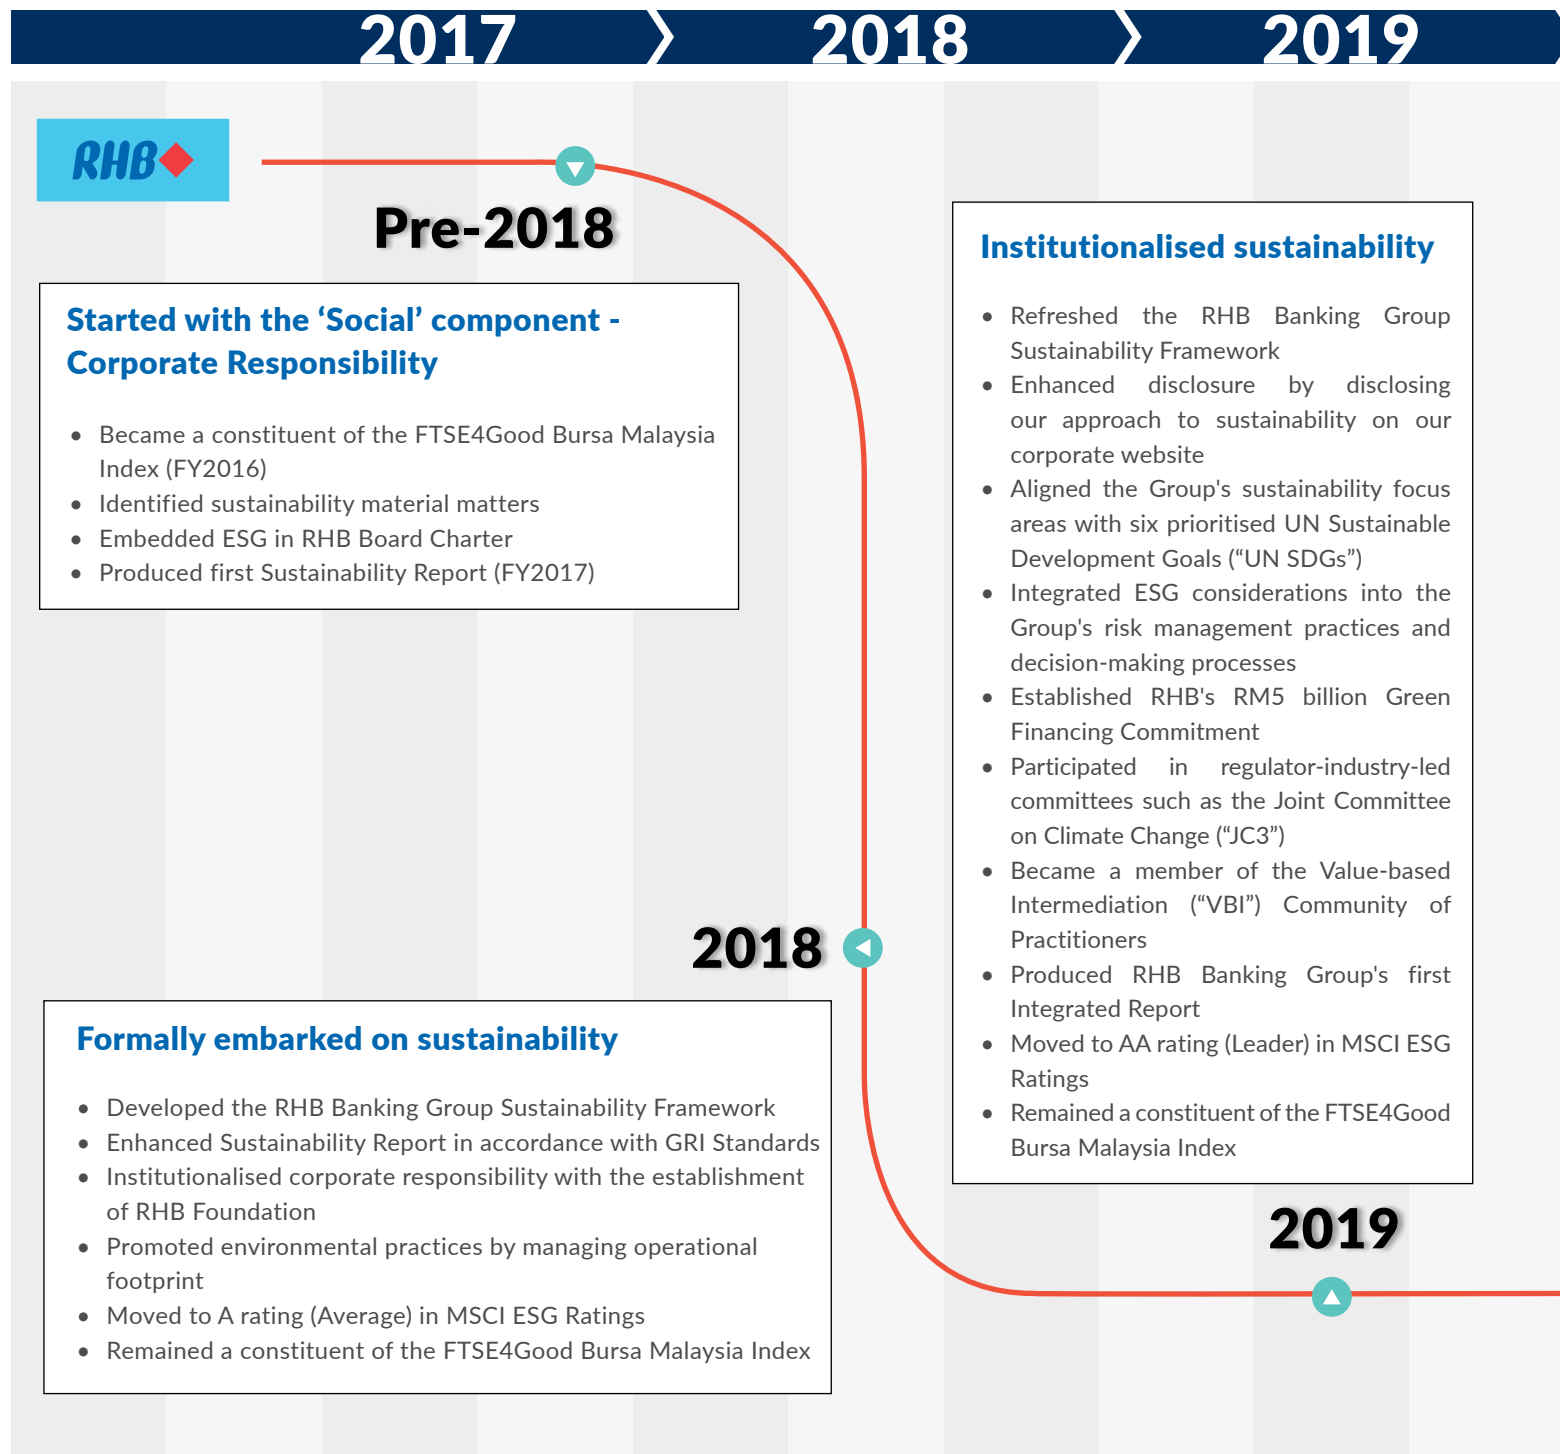 2017
2018
2019
RHB
Pre-2018
Started with the ‘Social’ component -
Corporate Responsibility
• Became a constituent of the FTSE4Good Bursa Malaysia
Index (FY2016)
• Identified sustainability material matters
• Embedded ESG in RHB Board Charter
• Produced first Sustainability Report (FY2017)
2018
Formally embarked on sustainability
• Developed the RHB Banking Group Sustainability Framework
• Enhanced Sustainability Report in accordance with GRI Standards
• Institutionalised corporate responsibility with the establishment
of RHB Foundation
• Promoted environmental practices by managing operational
footprint
• Moved to A rating (Average) in MSCI ESG Ratings
• Remained a constituent of the FTSE4Good Bursa Malaysia Index
Institutionalised sustainability
• Refreshed the RHB Banking Group
Sustainability Framework
• Enhanced disclosure by disclosing
our approach to sustainability on our
corporate website
• Aligned the Group's sustainability focus
areas with six prioritised UN Sustainable
Development Goals (“UN SDGs”)
• Integrated ESG considerations into the
Group's risk management practices and
decision-making processes
• Established RHB's RM5 billion Green
Financing Commitment
• Participated in regulator-industry-led
committees such as the Joint Committee
on Climate Change (“JC3”)
• Became a member of the Value-based
Intermediation (“VBI”) Community of
Practitioners
• Produced RHB Banking Group's first
Integrated Report
• Moved to AA rating (Leader) in MSCI ESG
Ratings
• Remained a constituent of the FTSE4Good
Bursa Malaysia Index
2019